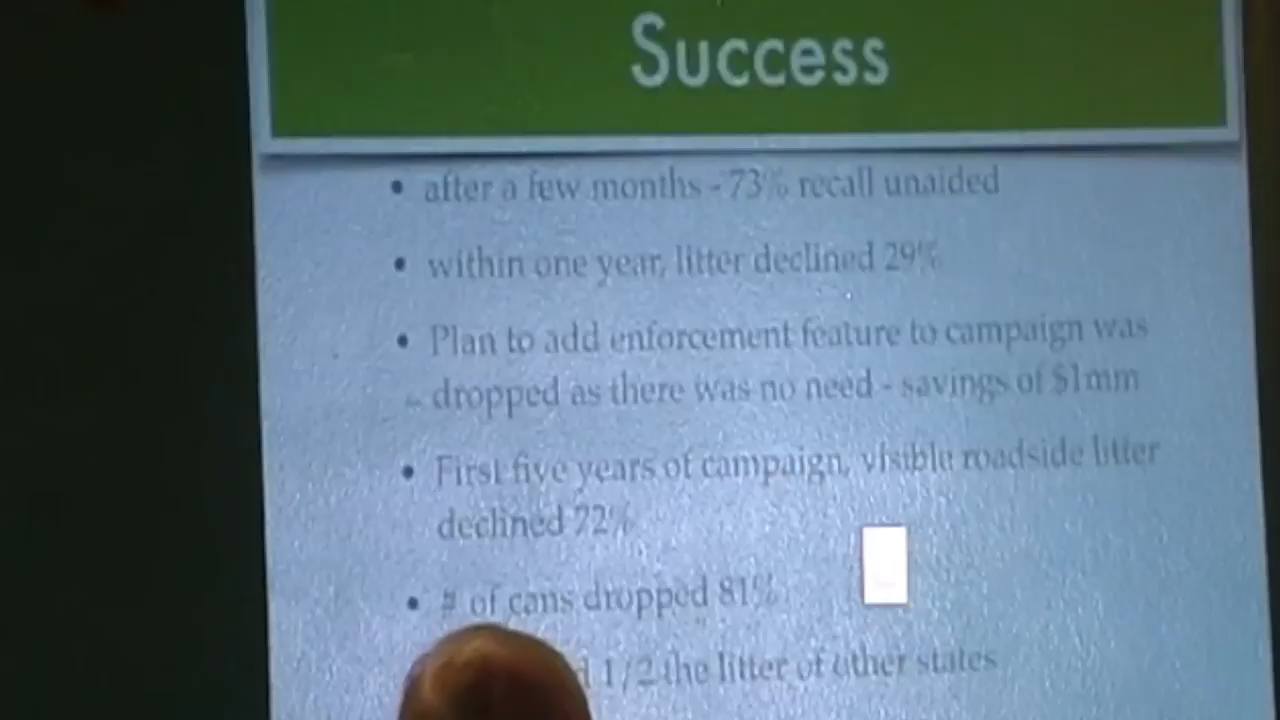 Success
• after a few months - 73% recall unaided
• within one year, litter declined 29%
• Plan to add enforcement feature to campaign was
dropped as there was no need - savings of $1mm
• First five years of campaign, visible roadside litter
declined 72%
• # of cans dropped 81%
1/2 the litter of other states